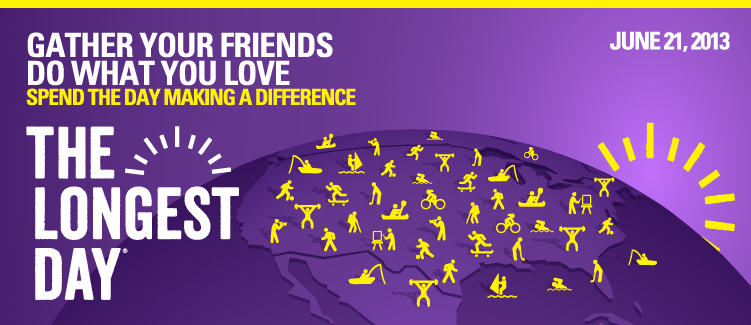 GATHER YOUR FRIENDS
DO WHAT YOU LOVE
SPEND THE DAY MAKING A DIFFERENCE
JUNE 21, 2013
THE
LONGEST
DAY®